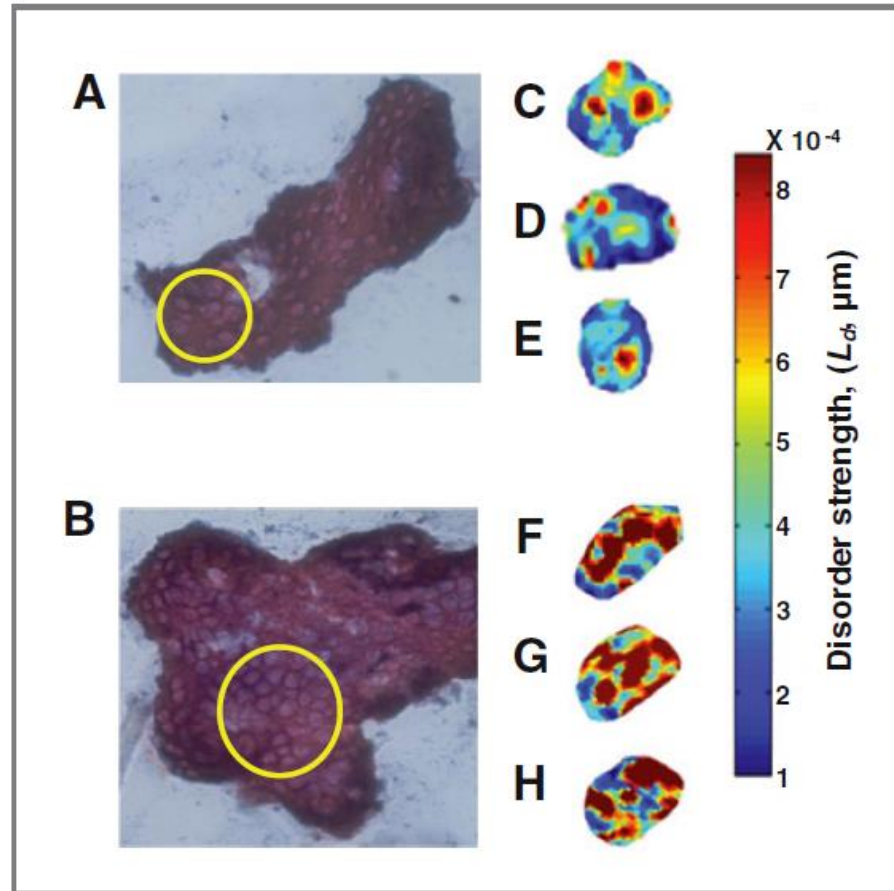 A
B
C
D
E
F
G
H
X 10⁻⁴
8
7
6
5
4
3
2
1
Disorder strength, (L_d, µm)